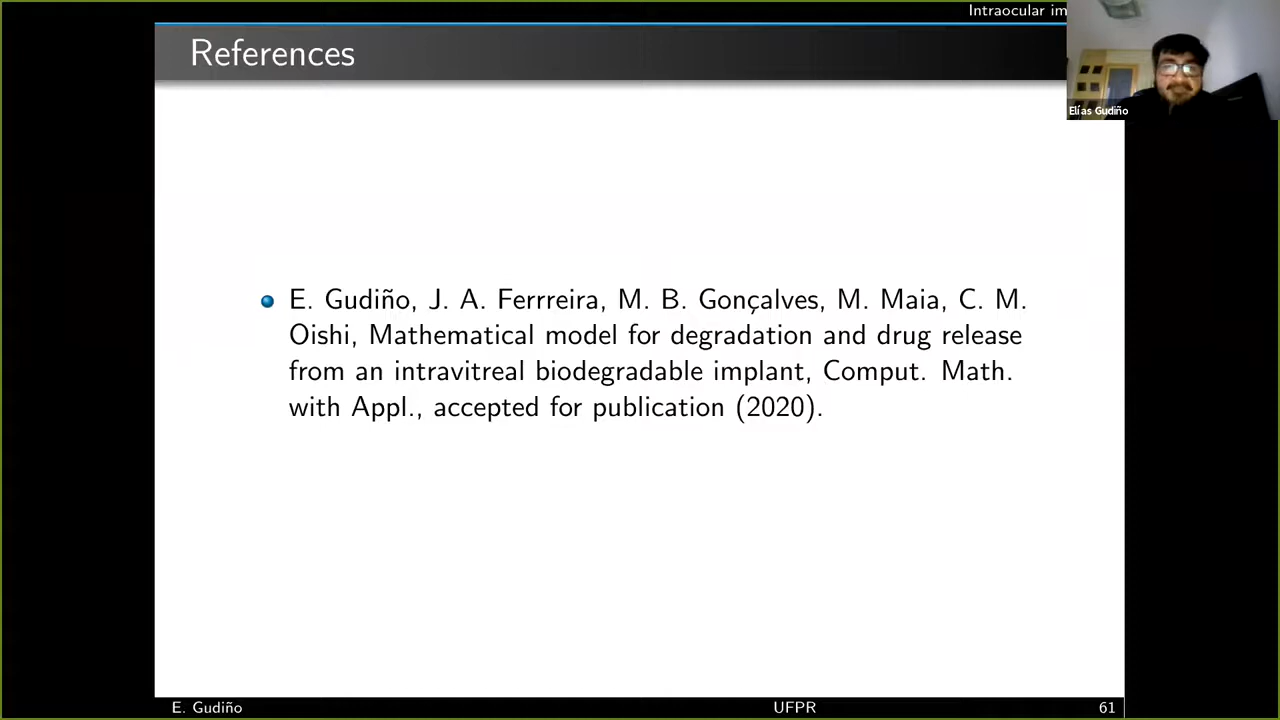 Intraocular im
References
Elías Gudiño
E. Gudiño, J. A. Ferrreira, M. B. Gonçalves, M. Maia, C. M.
Oishi, Mathematical model for degradation and drug release
from an intravitreal biodegradable implant, Comput. Math.
with Appl., accepted for publication (2020).
E. Gudiño UFPR 61